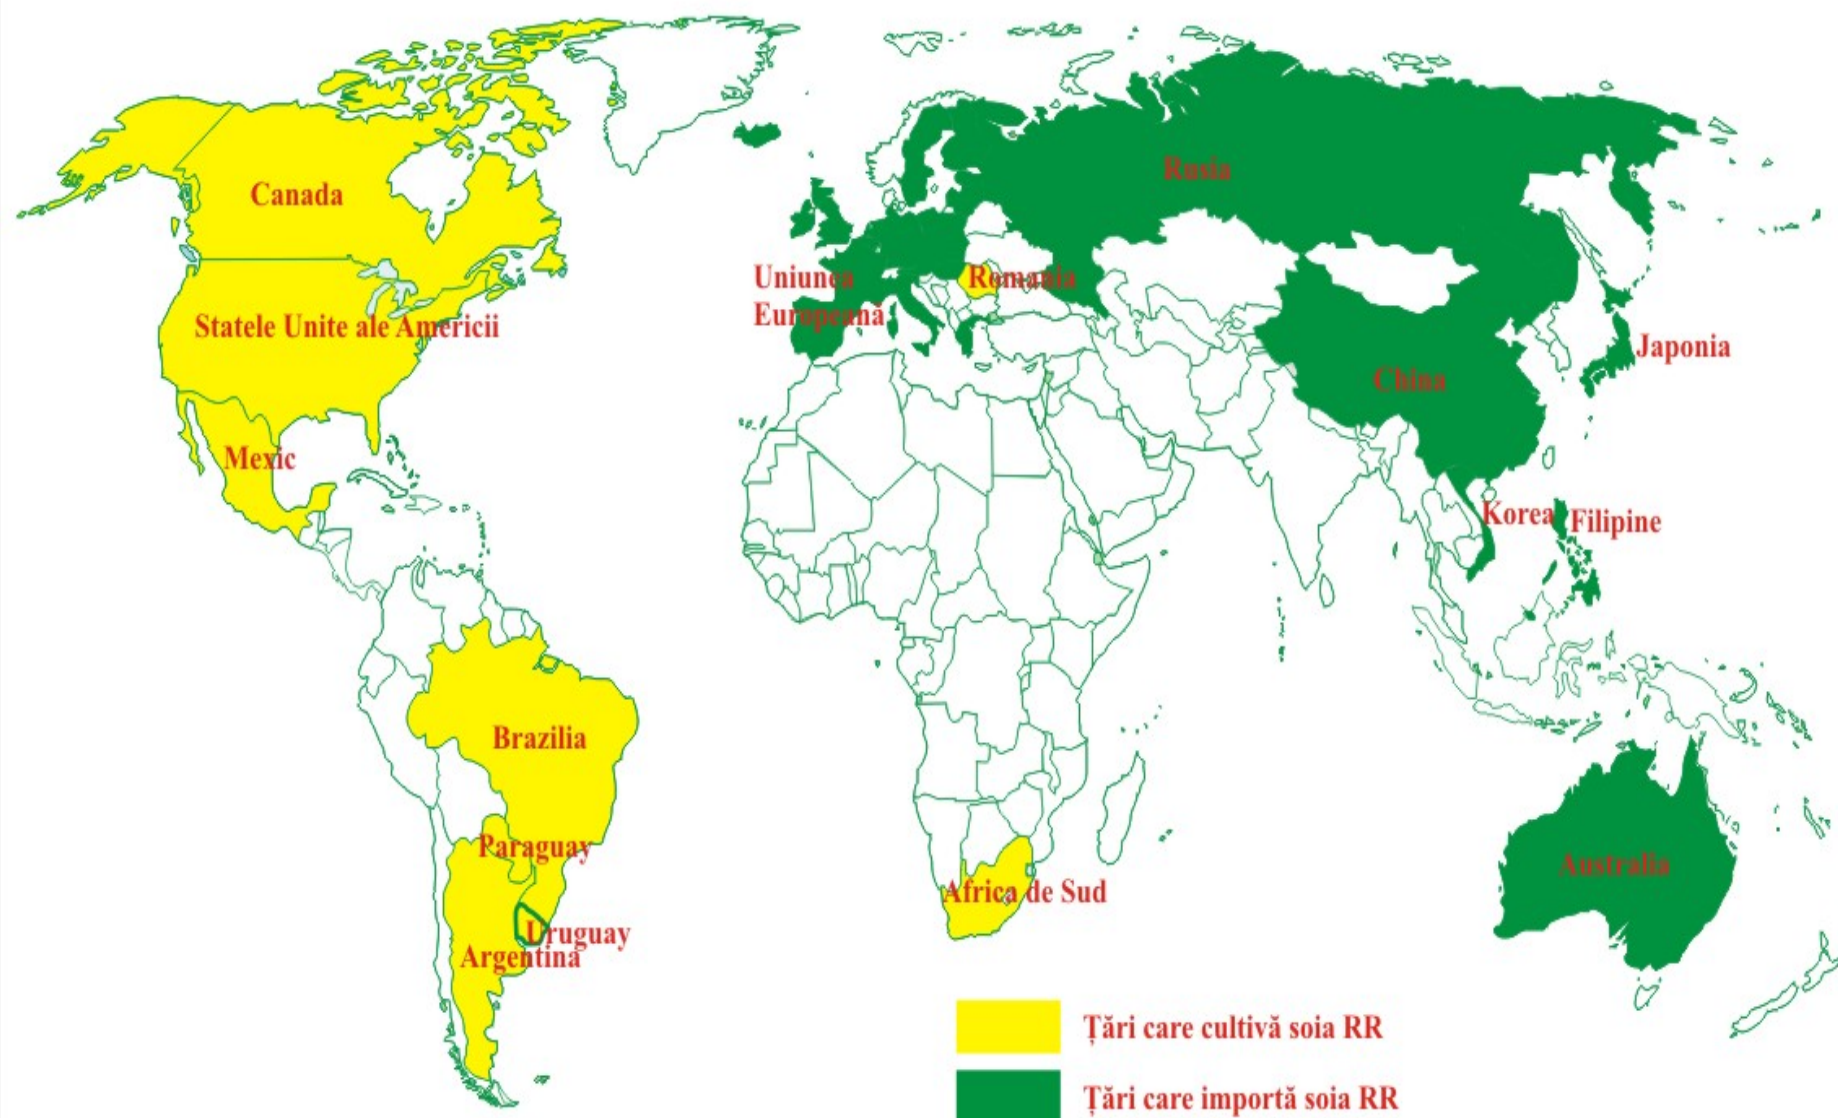 Canada
Statele Unite ale Americii
Mexic
Brazilia
Paraguay
Uruguay
Argentina
Uniunea
Europeană
Romania
Rusia
Japonia
China
Korea
Filipine
Africa de Sud
Australia
Țări care cultivă soia RR
Țări care importă soia RR